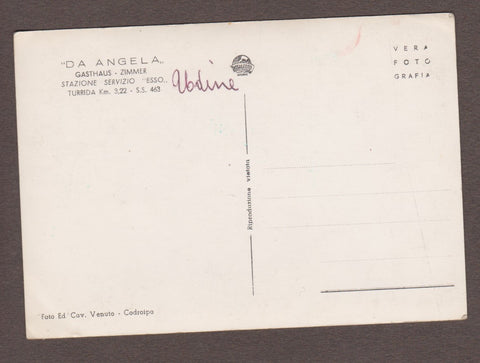 "DA ANGELA"
GASTHAUS - ZIMMER
STAZIONE SERVIZIO "ESSO"
TURRIDA Km. 3,22 - S.S. 463
Udine
VERA
FOTO
GRAFIA
Riproduzione vietata
Foto Ed. Cav. Venuto - Codroipo